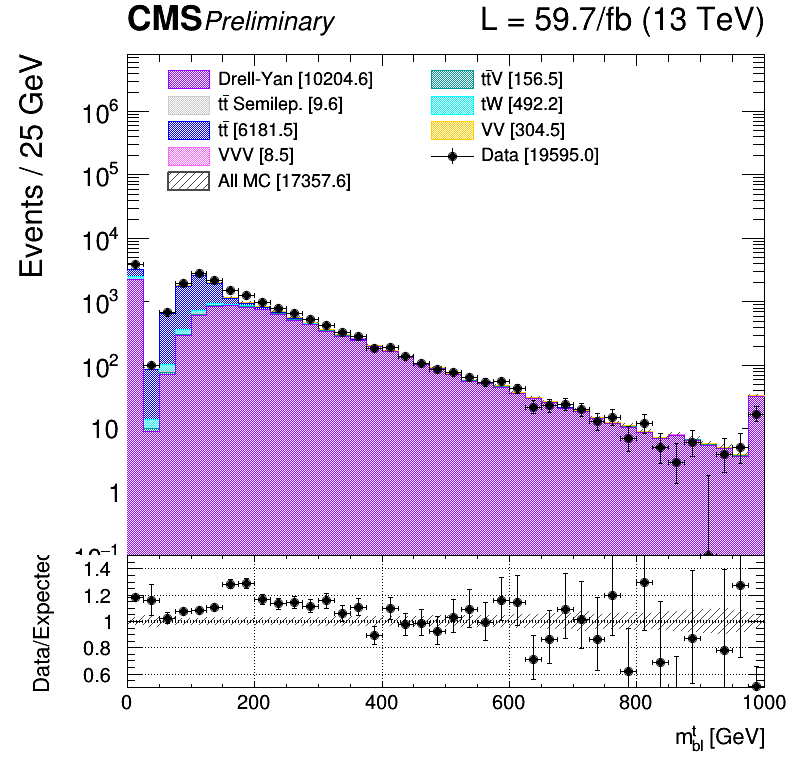 CMS Preliminary L = 59.7/fb (13 TeV)
Events / 25 GeV
Drell-Yan [10204.6]
tt̄ Semilep. [9.6]
tt̄ [6181.5]
VVV [8.5]
All MC [17357.6]
tt̄V [156.5]
tW [492.2]
VV [304.5]
Data [19595.0]
10⁶
10⁵
10⁴
10³
10²
10
1
10⁻¹
Data/Expected
1.4
1.2
1
0.8
0.6
0 200 400 600 800 1000
mᵗ_bl [GeV]